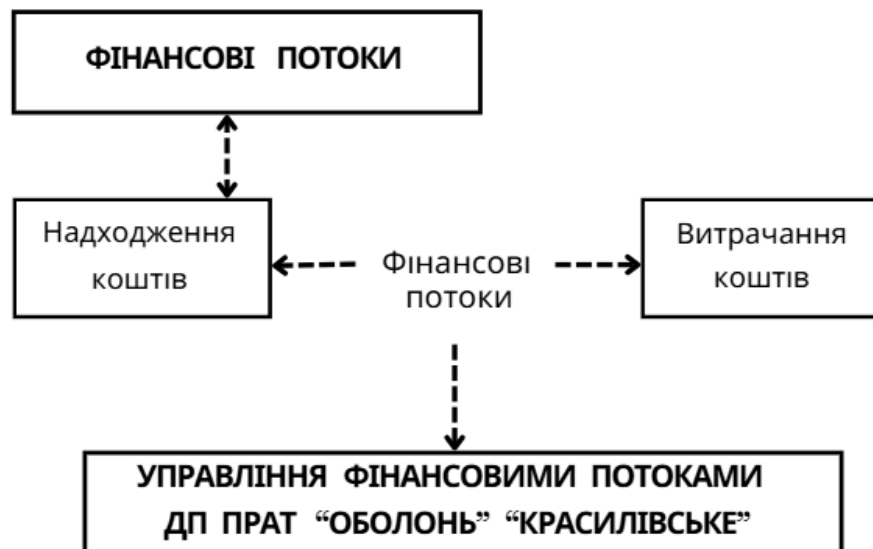 ФІНАНСОВІ ПОТОКИ
Надходження
коштів
Фінансові
потоки
Витрачання
коштів
УПРАВЛІННЯ ФІНАНСОВИМИ ПОТОКАМИ
ДП ПРАТ “ОБОЛОНЬ” “КРАСИЛІВСЬКЕ”